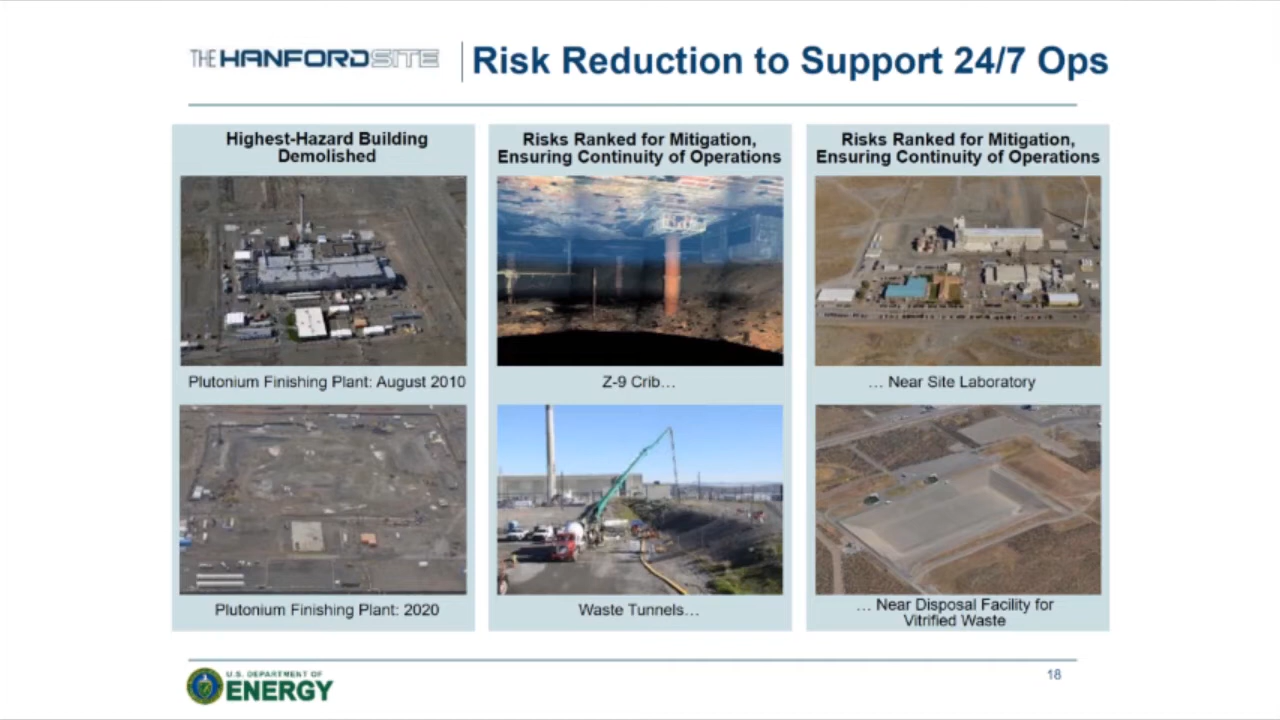 THE HANFORD SITE
Risk Reduction to Support 24/7 Ops
Highest-Hazard Building
Demolished
Plutonium Finishing Plant: August 2010
Plutonium Finishing Plant: 2020
Risks Ranked for Mitigation,
Ensuring Continuity of Operations
Z-9 Crib…
Waste Tunnels…
Risks Ranked for Mitigation,
Ensuring Continuity of Operations
… Near Site Laboratory
… Near Disposal Facility for
Vitrified Waste
U.S. DEPARTMENT OF
ENERGY
18